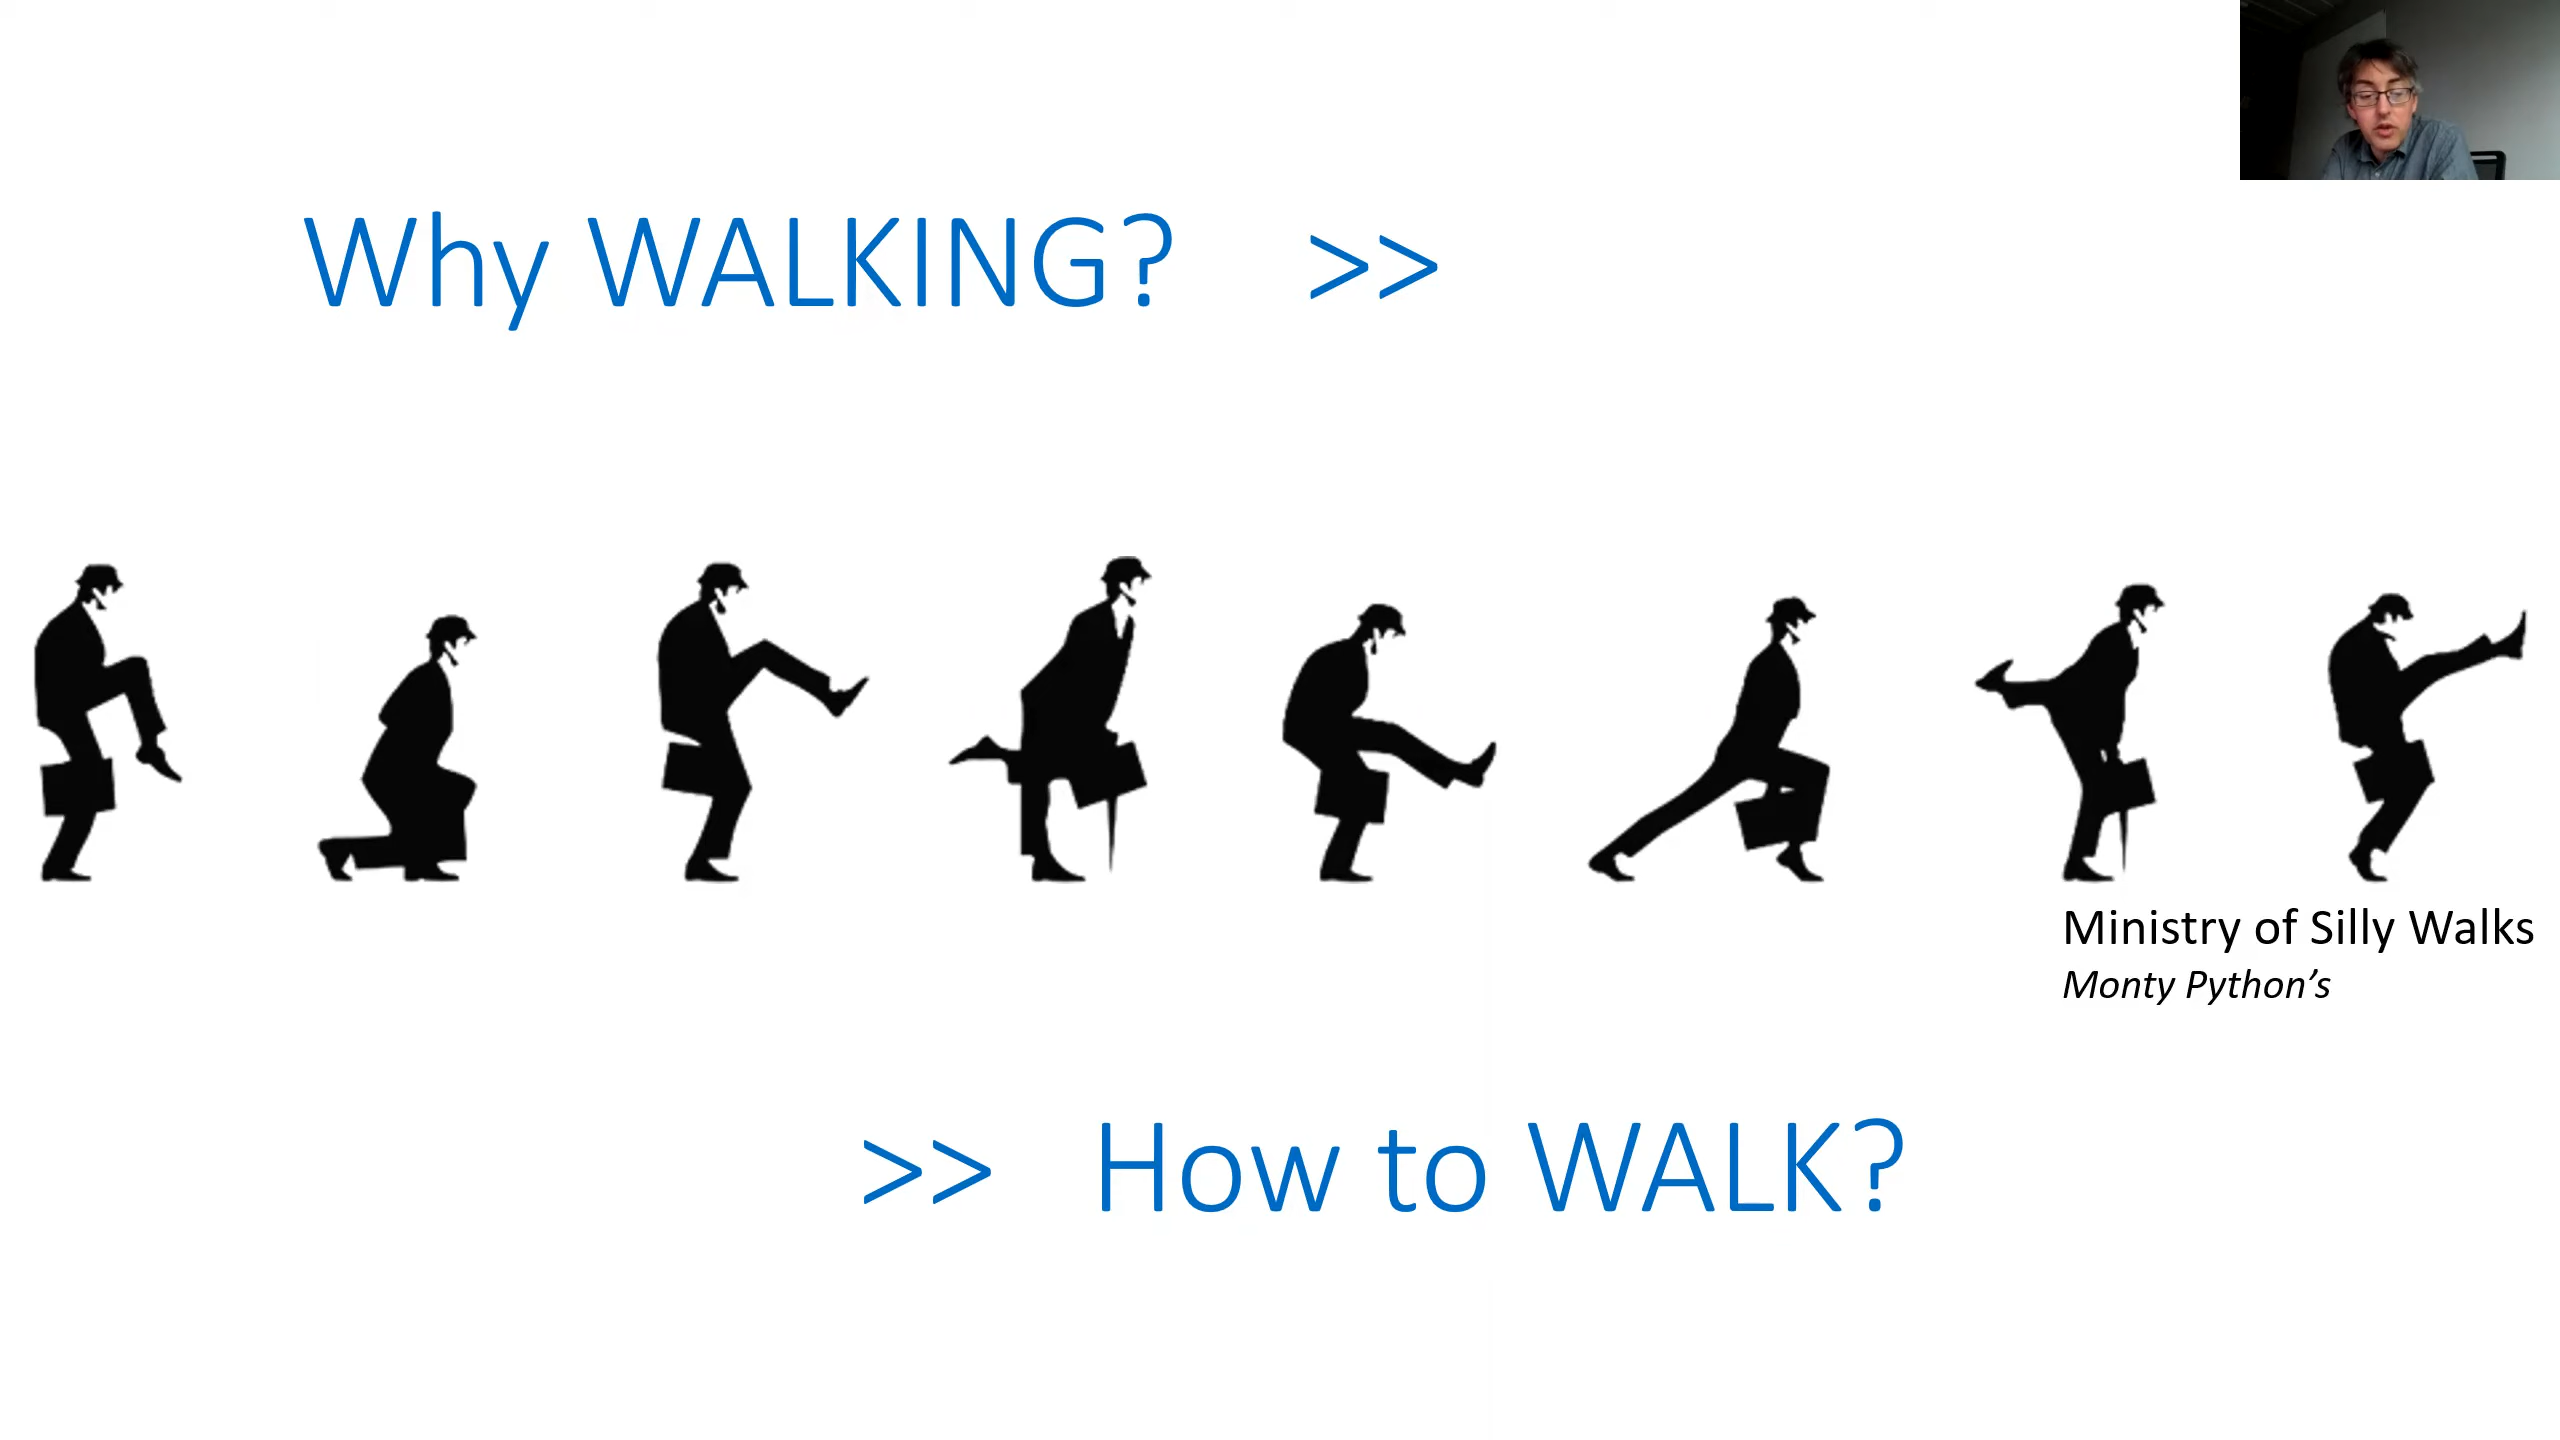 Why WALKING? >>
Ministry of Silly Walks
Monty Python’s
>> How to WALK?